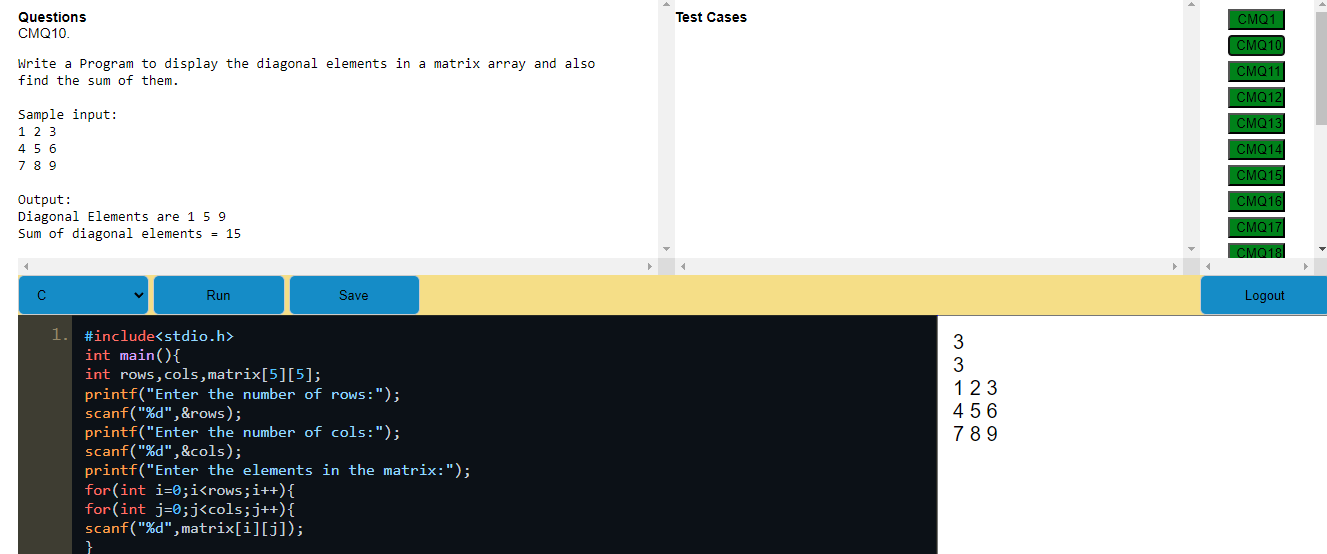 Questions
CMQ10.
Write a Program to display the diagonal elements in a matrix array and also
find the sum of them.
Sample input:
1 2 3
4 5 6
7 8 9
Output:
Diagonal Elements are 1 5 9
Sum of diagonal elements = 15
Test Cases
CMQ1
CMQ10
CMQ11
CMQ12
CMQ13
CMQ14
CMQ15
CMQ16
CMQ17
CMQ18
C
Run
Save
Logout
1.
#include<stdio.h>
int main(){
int rows,cols,matrix[5][5];
printf("Enter the number of rows:");
scanf("%d",&rows);
printf("Enter the number of cols:");
scanf("%d",&cols);
printf("Enter the elements in the matrix:");
for(int i=0;i<rows;i++){
for(int j=0;j<cols;j++){
scanf("%d",matrix[i][j]);
}
3
3
1 2 3
4 5 6
7 8 9